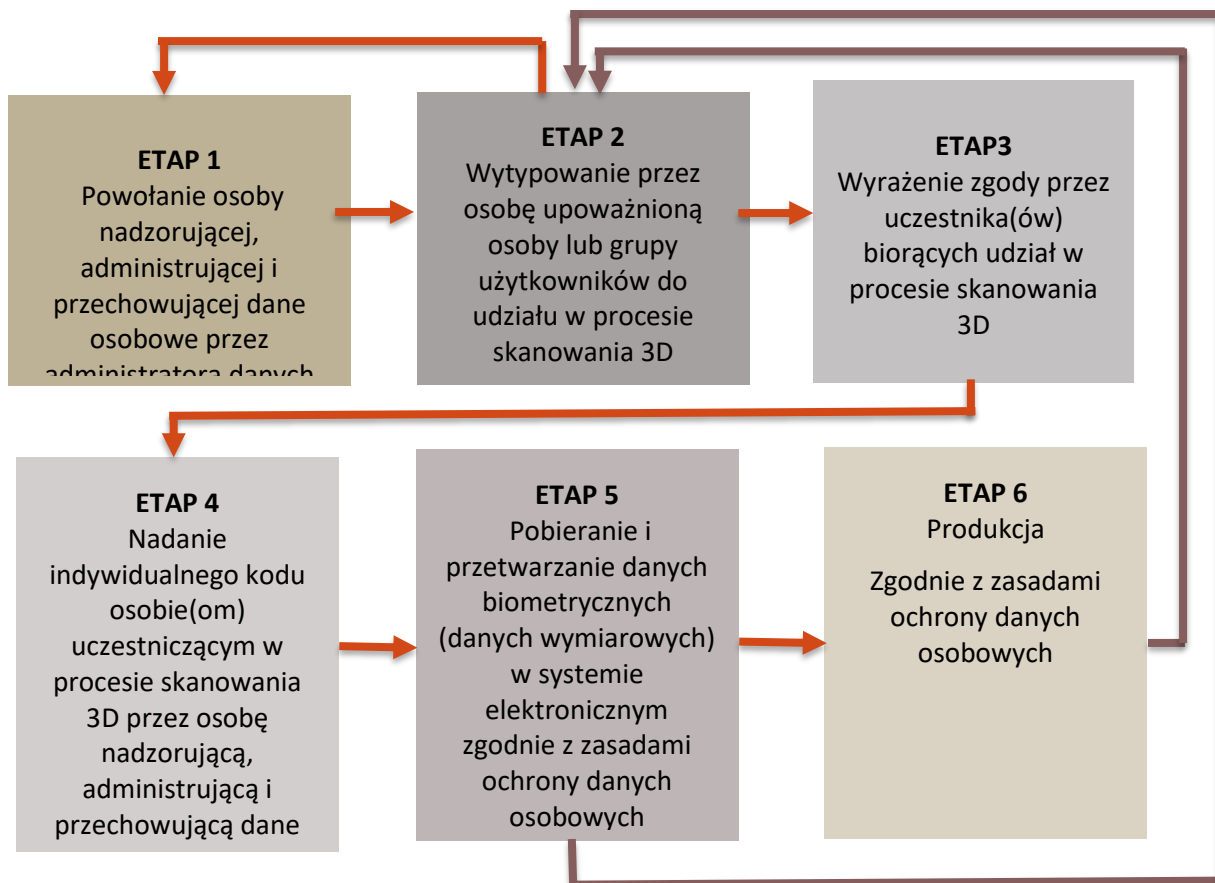 ETAP 1
Powołanie osoby
nadzorującej,
administrującej i
przechowującej dane
osobowe przez
administratora danych
ETAP 2
Wytypowanie przez
osobę upoważnioną
osoby lub grupy
użytkowników do
udziału w procesie
skanowania 3D
ETAP3
Wyrażenie zgody przez
uczestnika(ów)
biorących udział w
procesie skanowania
3D
ETAP 4
Nadanie
indywidualnego kodu
osobie(om)
uczestniczącym w
procesie skanowania
3D przez osobę
nadzorującą,
administrującą i
przechowującą dane
ETAP 5
Pobieranie i
przetwarzanie danych
biometrycznych
(danych wymiarowych)
w systemie
elektronicznym
zgodnie z zasadami
ochrony danych
osobowych
ETAP 6
Produkcja
Zgodnie z zasadami
ochrony danych
osobowych